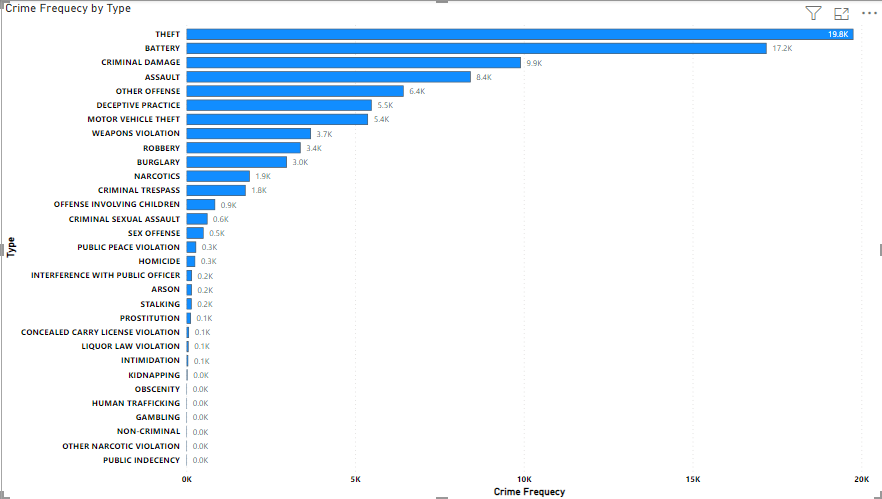 Crime Frequecy by Type
THEFT 19.8K
BATTERY 17.2K
CRIMINAL DAMAGE 9.9K
ASSAULT 8.4K
OTHER OFFENSE 6.4K
DECEPTIVE PRACTICE 5.5K
MOTOR VEHICLE THEFT 5.4K
WEAPONS VIOLATION 3.7K
ROBBERY 3.4K
BURGLARY 3.0K
NARCOTICS 1.9K
CRIMINAL TRESPASS 1.8K
OFFENSE INVOLVING CHILDREN 0.9K
CRIMINAL SEXUAL ASSAULT 0.6K
SEX OFFENSE 0.5K
PUBLIC PEACE VIOLATION 0.3K
HOMICIDE 0.3K
INTERFERENCE WITH PUBLIC OFFICER 0.2K
ARSON 0.2K
STALKING 0.2K
PROSTITUTION 0.1K
CONCEALED CARRY LICENSE VIOLATION 0.1K
LIQUOR LAW VIOLATION 0.1K
INTIMIDATION 0.1K
KIDNAPPING 0.0K
OBSCENITY 0.0K
HUMAN TRAFFICKING 0.0K
GAMBLING 0.0K
NON-CRIMINAL 0.0K
OTHER NARCOTIC VIOLATION 0.0K
PUBLIC INDECENCY 0.0K
Type
0K 5K 10K 15K 20K
Crime Frequecy